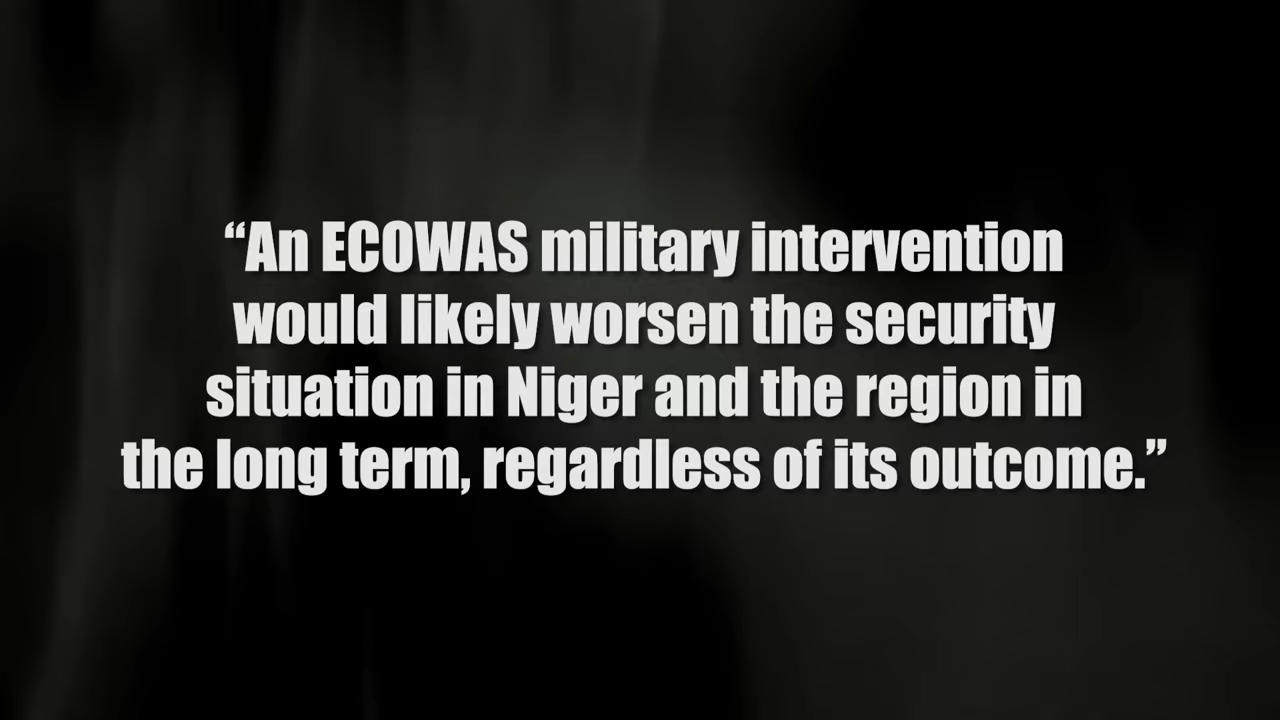 “An ECOWAS military intervention
would likely worsen the security
situation in Niger and the region in
the long term, regardless of its outcome.”